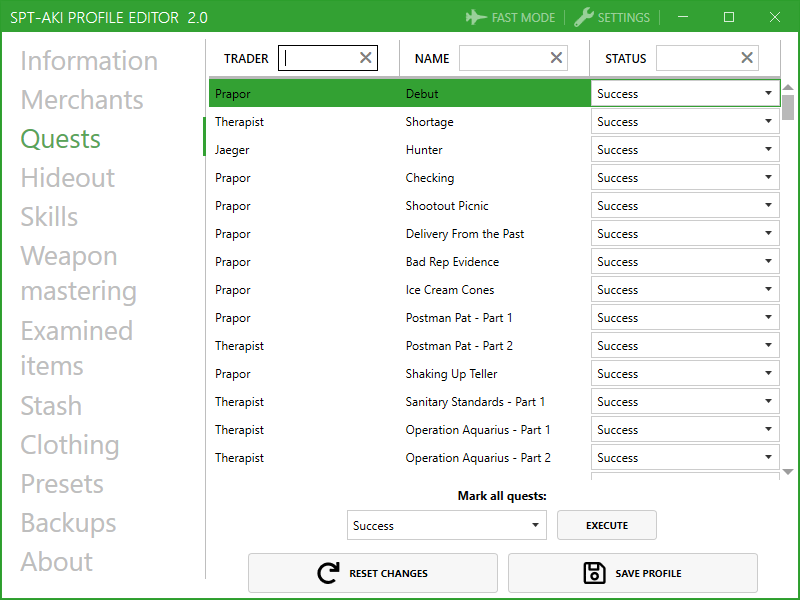 SPT-AKI PROFILE EDITOR 2.0 FAST MODE SETTINGS
Information
Merchants
Quests
Hideout
Skills
Weapon
mastering
Examined
items
Stash
Clothing
Presets
Backups
About
TRADER NAME STATUS
Prapor Debut Success
Therapist Shortage Success
Jaeger Hunter Success
Prapor Checking Success
Prapor Shootout Picnic Success
Prapor Delivery From the Past Success
Prapor Bad Rep Evidence Success
Prapor Ice Cream Cones Success
Prapor Postman Pat - Part 1 Success
Therapist Postman Pat - Part 2 Success
Prapor Shaking Up Teller Success
Therapist Sanitary Standards - Part 1 Success
Therapist Operation Aquarius - Part 1 Success
Therapist Operation Aquarius - Part 2 Success
Mark all quests:
Success EXECUTE
RESET CHANGES SAVE PROFILE